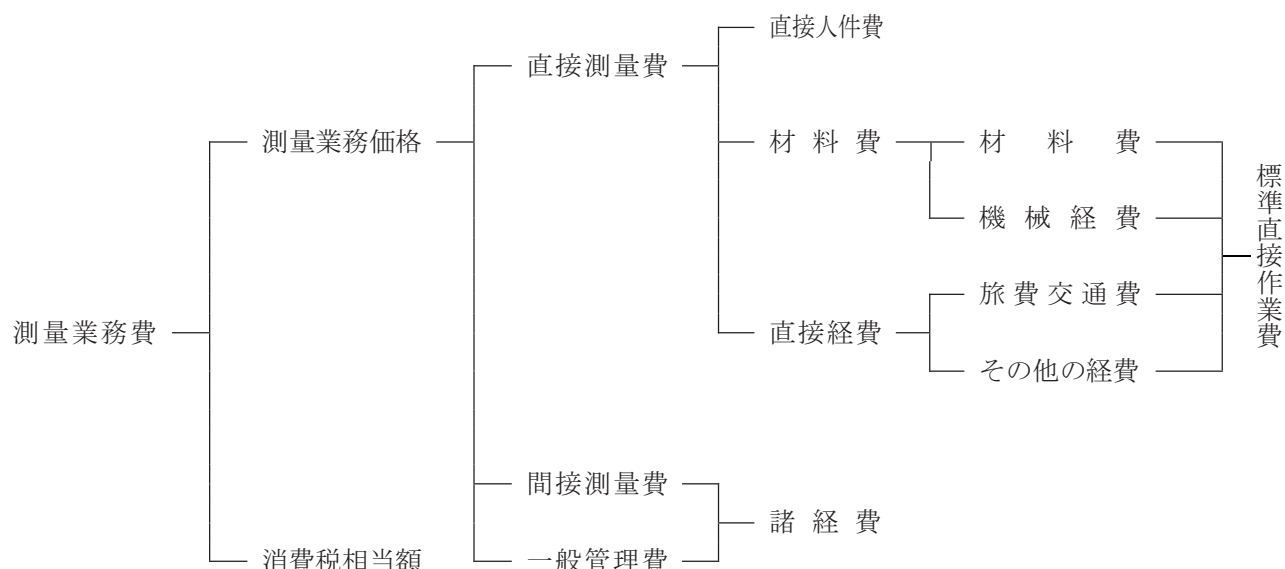 直接人件費
直接測量費
測量業務価格
材料費
材料費
機械経費
標準直接作業費
旅費交通費
測量業務費
直接経費
その他の経費
間接測量費
諸経費
消費税相当額
一般管理費